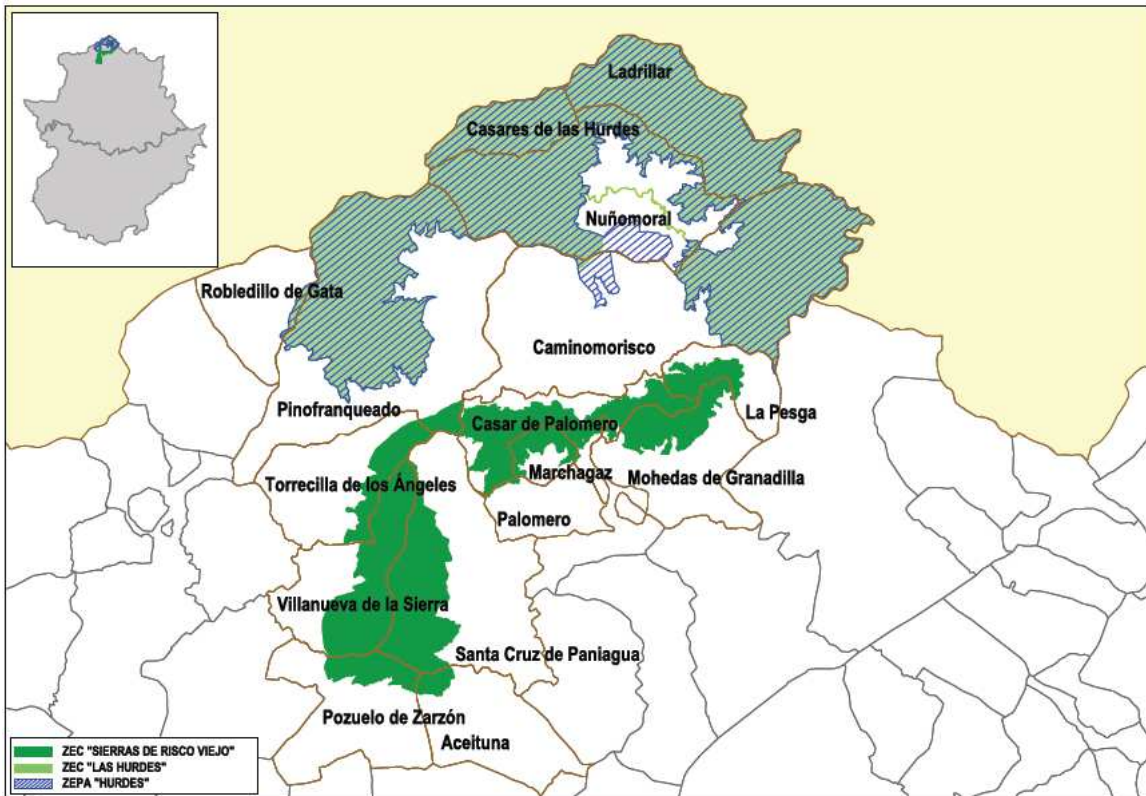 Ladrillar
Casares de las Hurdes
Nuñomoral
Robledillo de Gata
Caminomorisco
Pinofranqueado
Casar de Palomero
La Pesga
Marchagaz
Mohedas de Granadilla
Torrecilla de los Ángeles
Palomero
Villanueva de la Sierra
Santa Cruz de Paniagua
Pozuelo de Zarzón
Aceituna
ZEC "SIERRAS DE RISCO VIEJO"
ZEC "LAS HURDES"
ZEPA "HURDES"